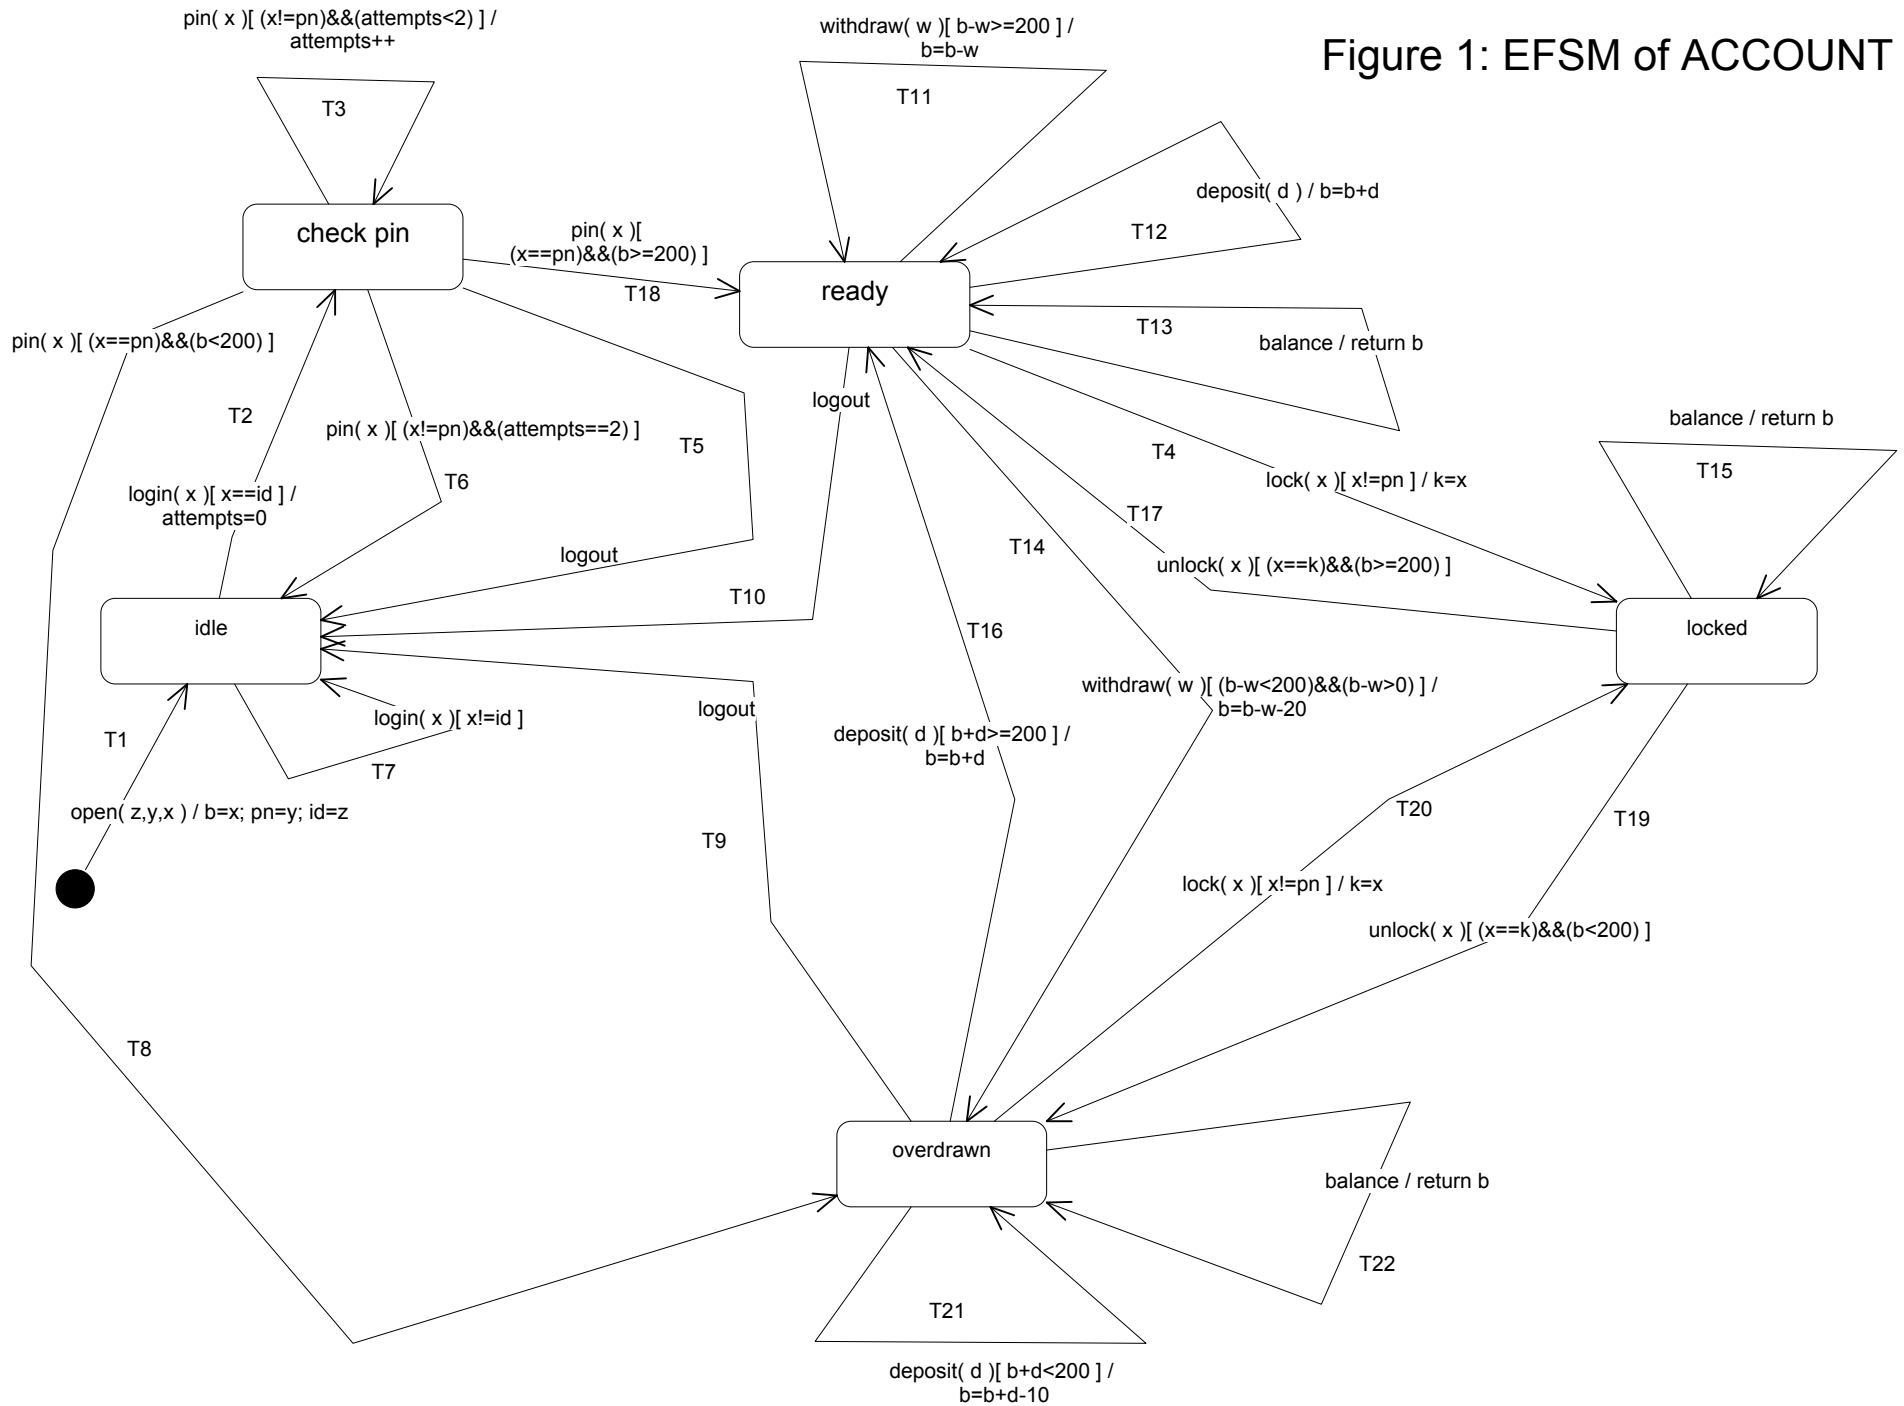 pin( x )[ (x!=pn)&&(attempts<2) ] /
attempts++
withdraw( w )[ b-w>=200 ] /
b=b-w
Figure 1: EFSM of ACCOUNT
T3
T11
deposit( d ) / b=b+d
T12
check pin
pin( x )[
(x==pn)&&(b>=200) ]
T18
ready
T13
balance / return b
pin( x )[ (x==pn)&&(b<200) ]
logout
T2
pin( x )[ (x!=pn)&&(attempts==2) ]
T5
T4
balance / return b
T15
T6
lock( x )[ x!=pn ] / k=x
login( x )[ x==id ] /
attempts=0
T17
T14
logout
unlock( x )[ (x==k)&&(b>=200) ]
T10
idle
T16
locked
withdraw( w )[ (b-w<200)&&(b-w>0) ] /
b=b-w-20
login( x )[ x!=id ]
logout
T1
deposit( d )[ b+d>=200 ] /
b=b+d
T7
open( z,y,x ) / b=x; pn=y; id=z
T20
T19
T9
lock( x )[ x!=pn ] / k=x
unlock( x )[ (x==k)&&(b<200) ]
T8
overdrawn
balance / return b
T22
T21
deposit( d )[ b+d<200 ] /
b=b+d-10